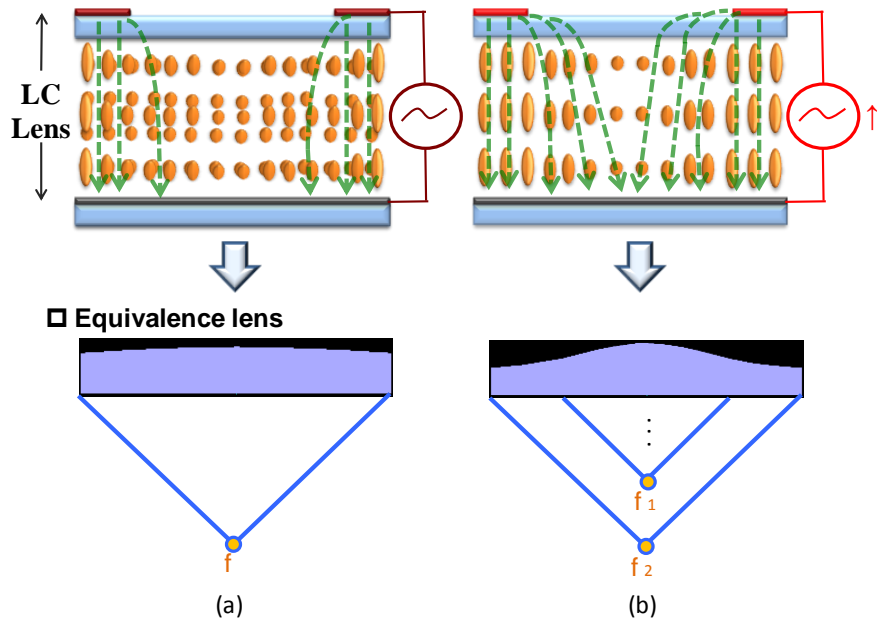 LC
Lens
↑
□ Equivalence lens
f
⋮
f 1
f 2
(a)
(b)